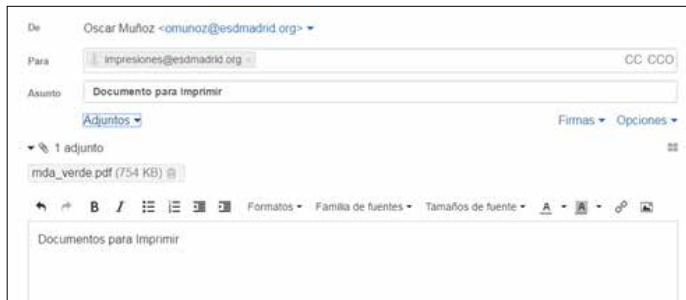 De Oscar Muñoz <omunoz@esdmadrid.org>
Para impresiones@esdmadrid.org CC CCO
Asunto Documento para Imprimir
Adjuntos Firmas Opciones
1 adjunto
mda_verde.pdf (754 KB)
B I Formatos Familia de fuentes Tamaños de fuente A A
Documentos para Imprimir